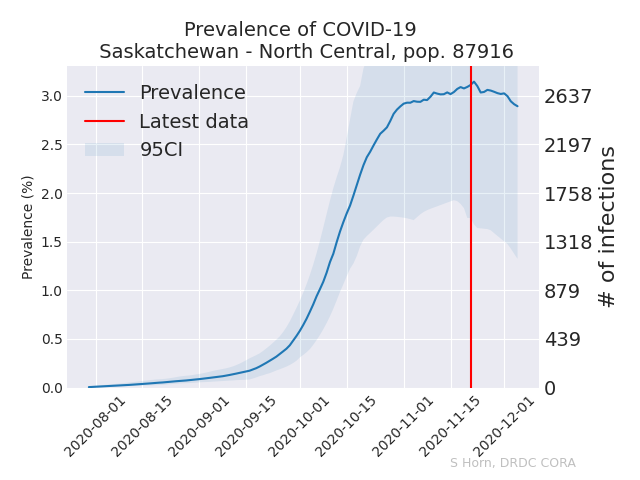 Prevalence of COVID-19
Saskatchewan - North Central, pop. 87916
Prevalence
Latest data
95CI
Prevalence (%)
3.0
2.5
2.0
1.5
1.0
0.5
0.0
2637
2197
1758
1318
879
439
0
# of infections
2020-08-01
2020-08-15
2020-09-01
2020-09-15
2020-10-01
2020-10-15
2020-11-01
2020-11-15
2020-12-01
S Horn, DRDC CORA